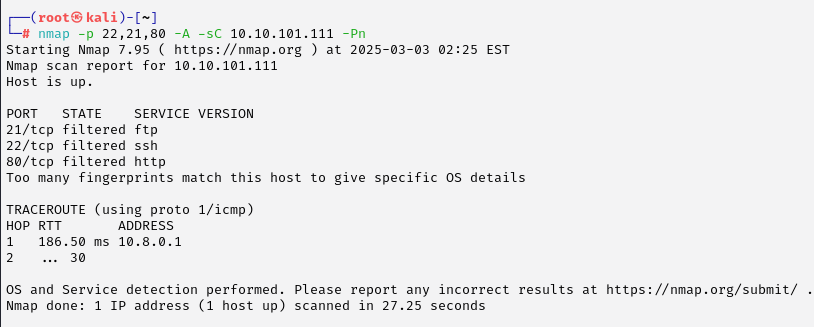 ┌──(root㉿kali)-[~]
└─# nmap -p 22,21,80 -A -sC 10.10.101.111 -Pn
Starting Nmap 7.95 ( https://nmap.org ) at 2025-03-03 02:25 EST
Nmap scan report for 10.10.101.111
Host is up.

PORT   STATE    SERVICE VERSION
21/tcp filtered ftp
22/tcp filtered ssh
80/tcp filtered http
Too many fingerprints match this host to give specific OS details

TRACEROUTE (using proto 1/icmp)
HOP RTT       ADDRESS
1   186.50 ms 10.8.0.1
2   ... 30

OS and Service detection performed. Please report any incorrect results at https://nmap.org/submit/ .
Nmap done: 1 IP address (1 host up) scanned in 27.25 seconds